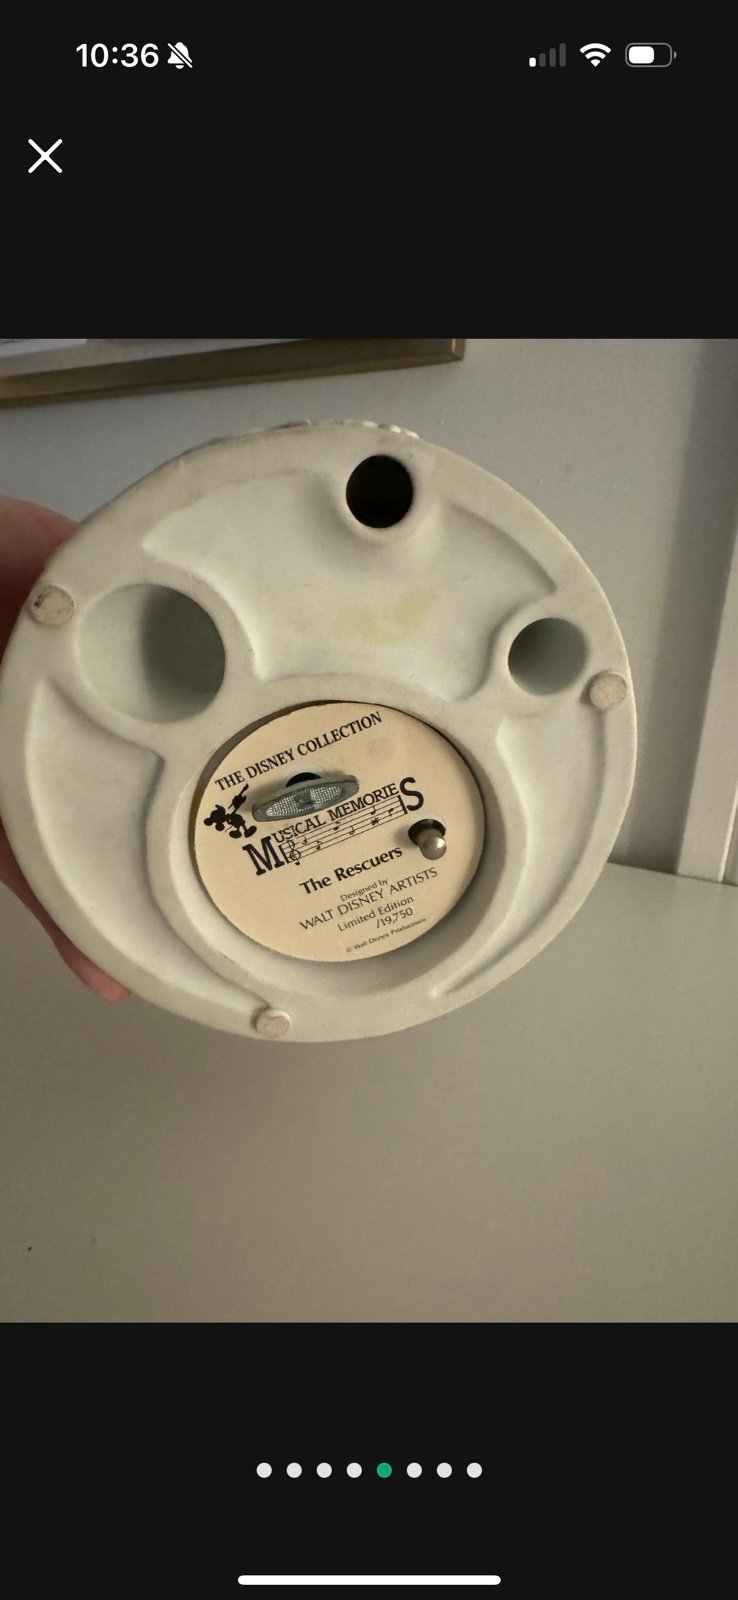 10:36
THE DISNEY COLLECTION
MUSICAL MEMORIES
The Rescuers
Designed by
WALT DISNEY ARTISTS
Limited Edition
/19,750
© Walt Disney Productions